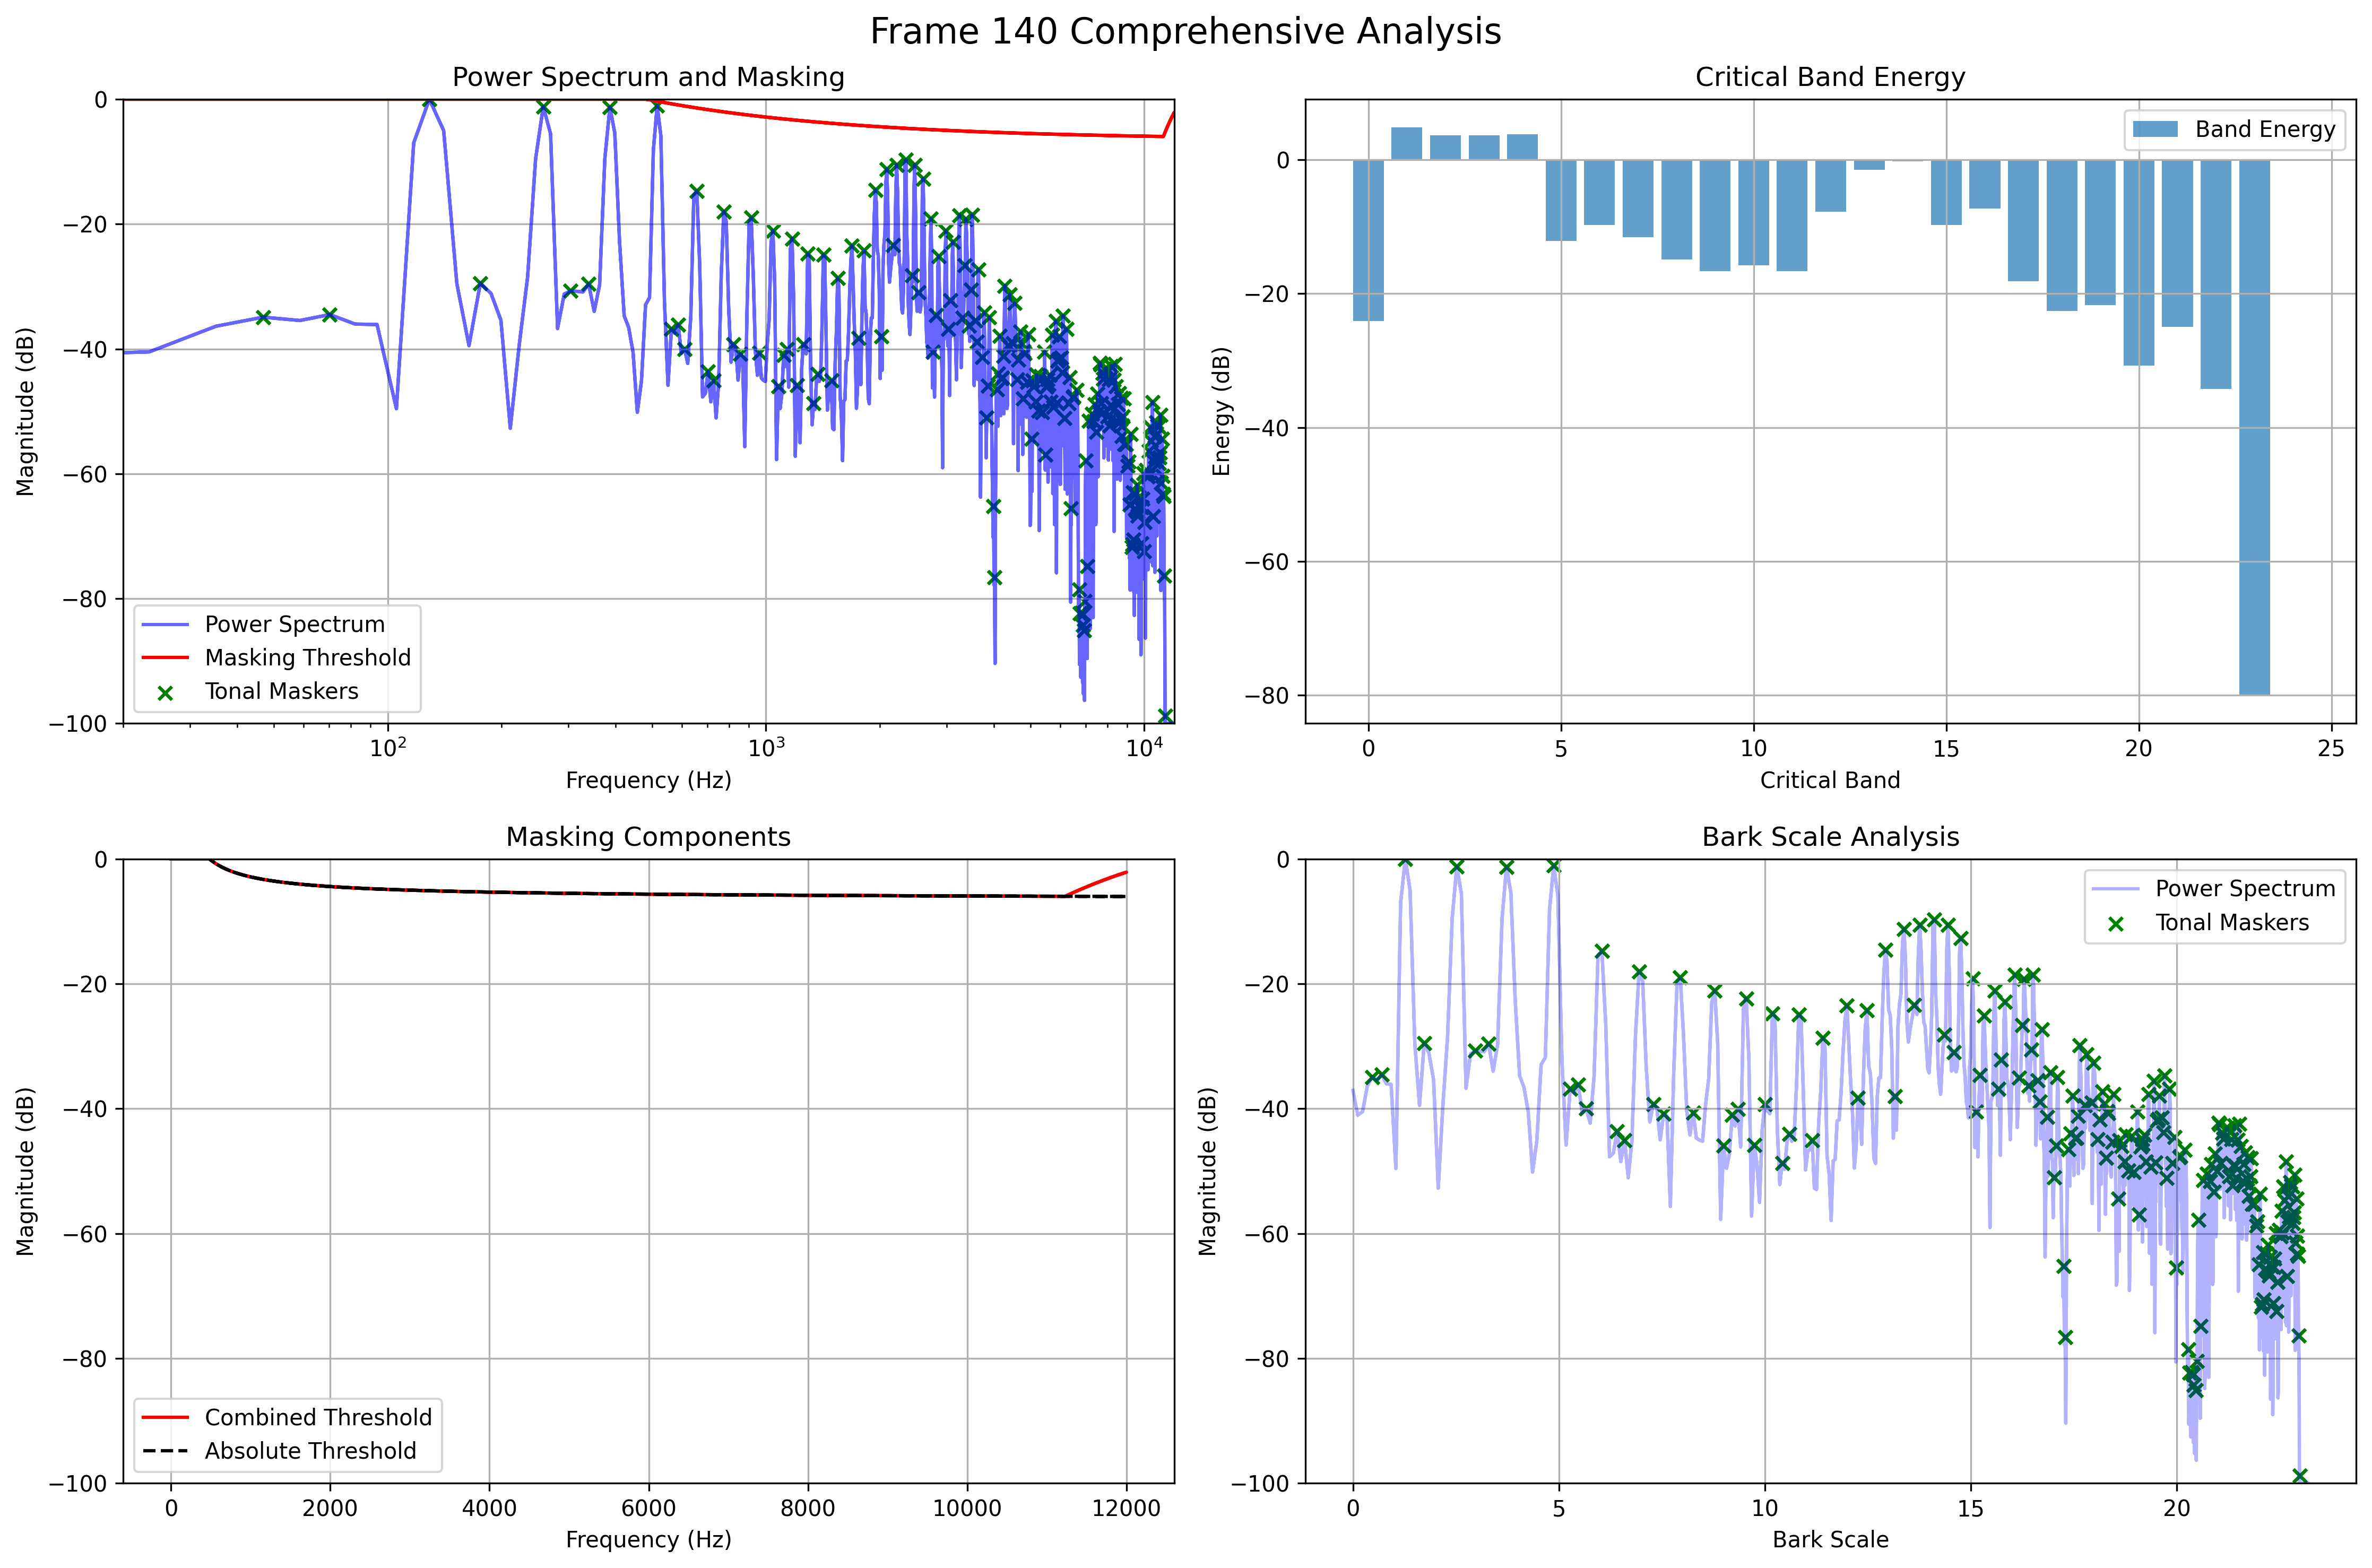 Frame 140 Comprehensive Analysis
Power Spectrum and Masking
0
−20
−40
−60
−80
−100
Magnitude (dB)
Power Spectrum
Masking Threshold
Tonal Maskers
10²
10³
10⁴
Frequency (Hz)
Critical Band Energy
0
−20
−40
−60
−80
Energy (dB)
Band Energy
0
5
10
15
20
25
Critical Band
Masking Components
0
−20
−40
−60
−80
−100
Magnitude (dB)
Combined Threshold
Absolute Threshold
0
2000
4000
6000
8000
10000
12000
Frequency (Hz)
Bark Scale Analysis
0
−20
−40
−60
−80
−100
Magnitude (dB)
Power Spectrum
Tonal Maskers
0
5
10
15
20
Bark Scale